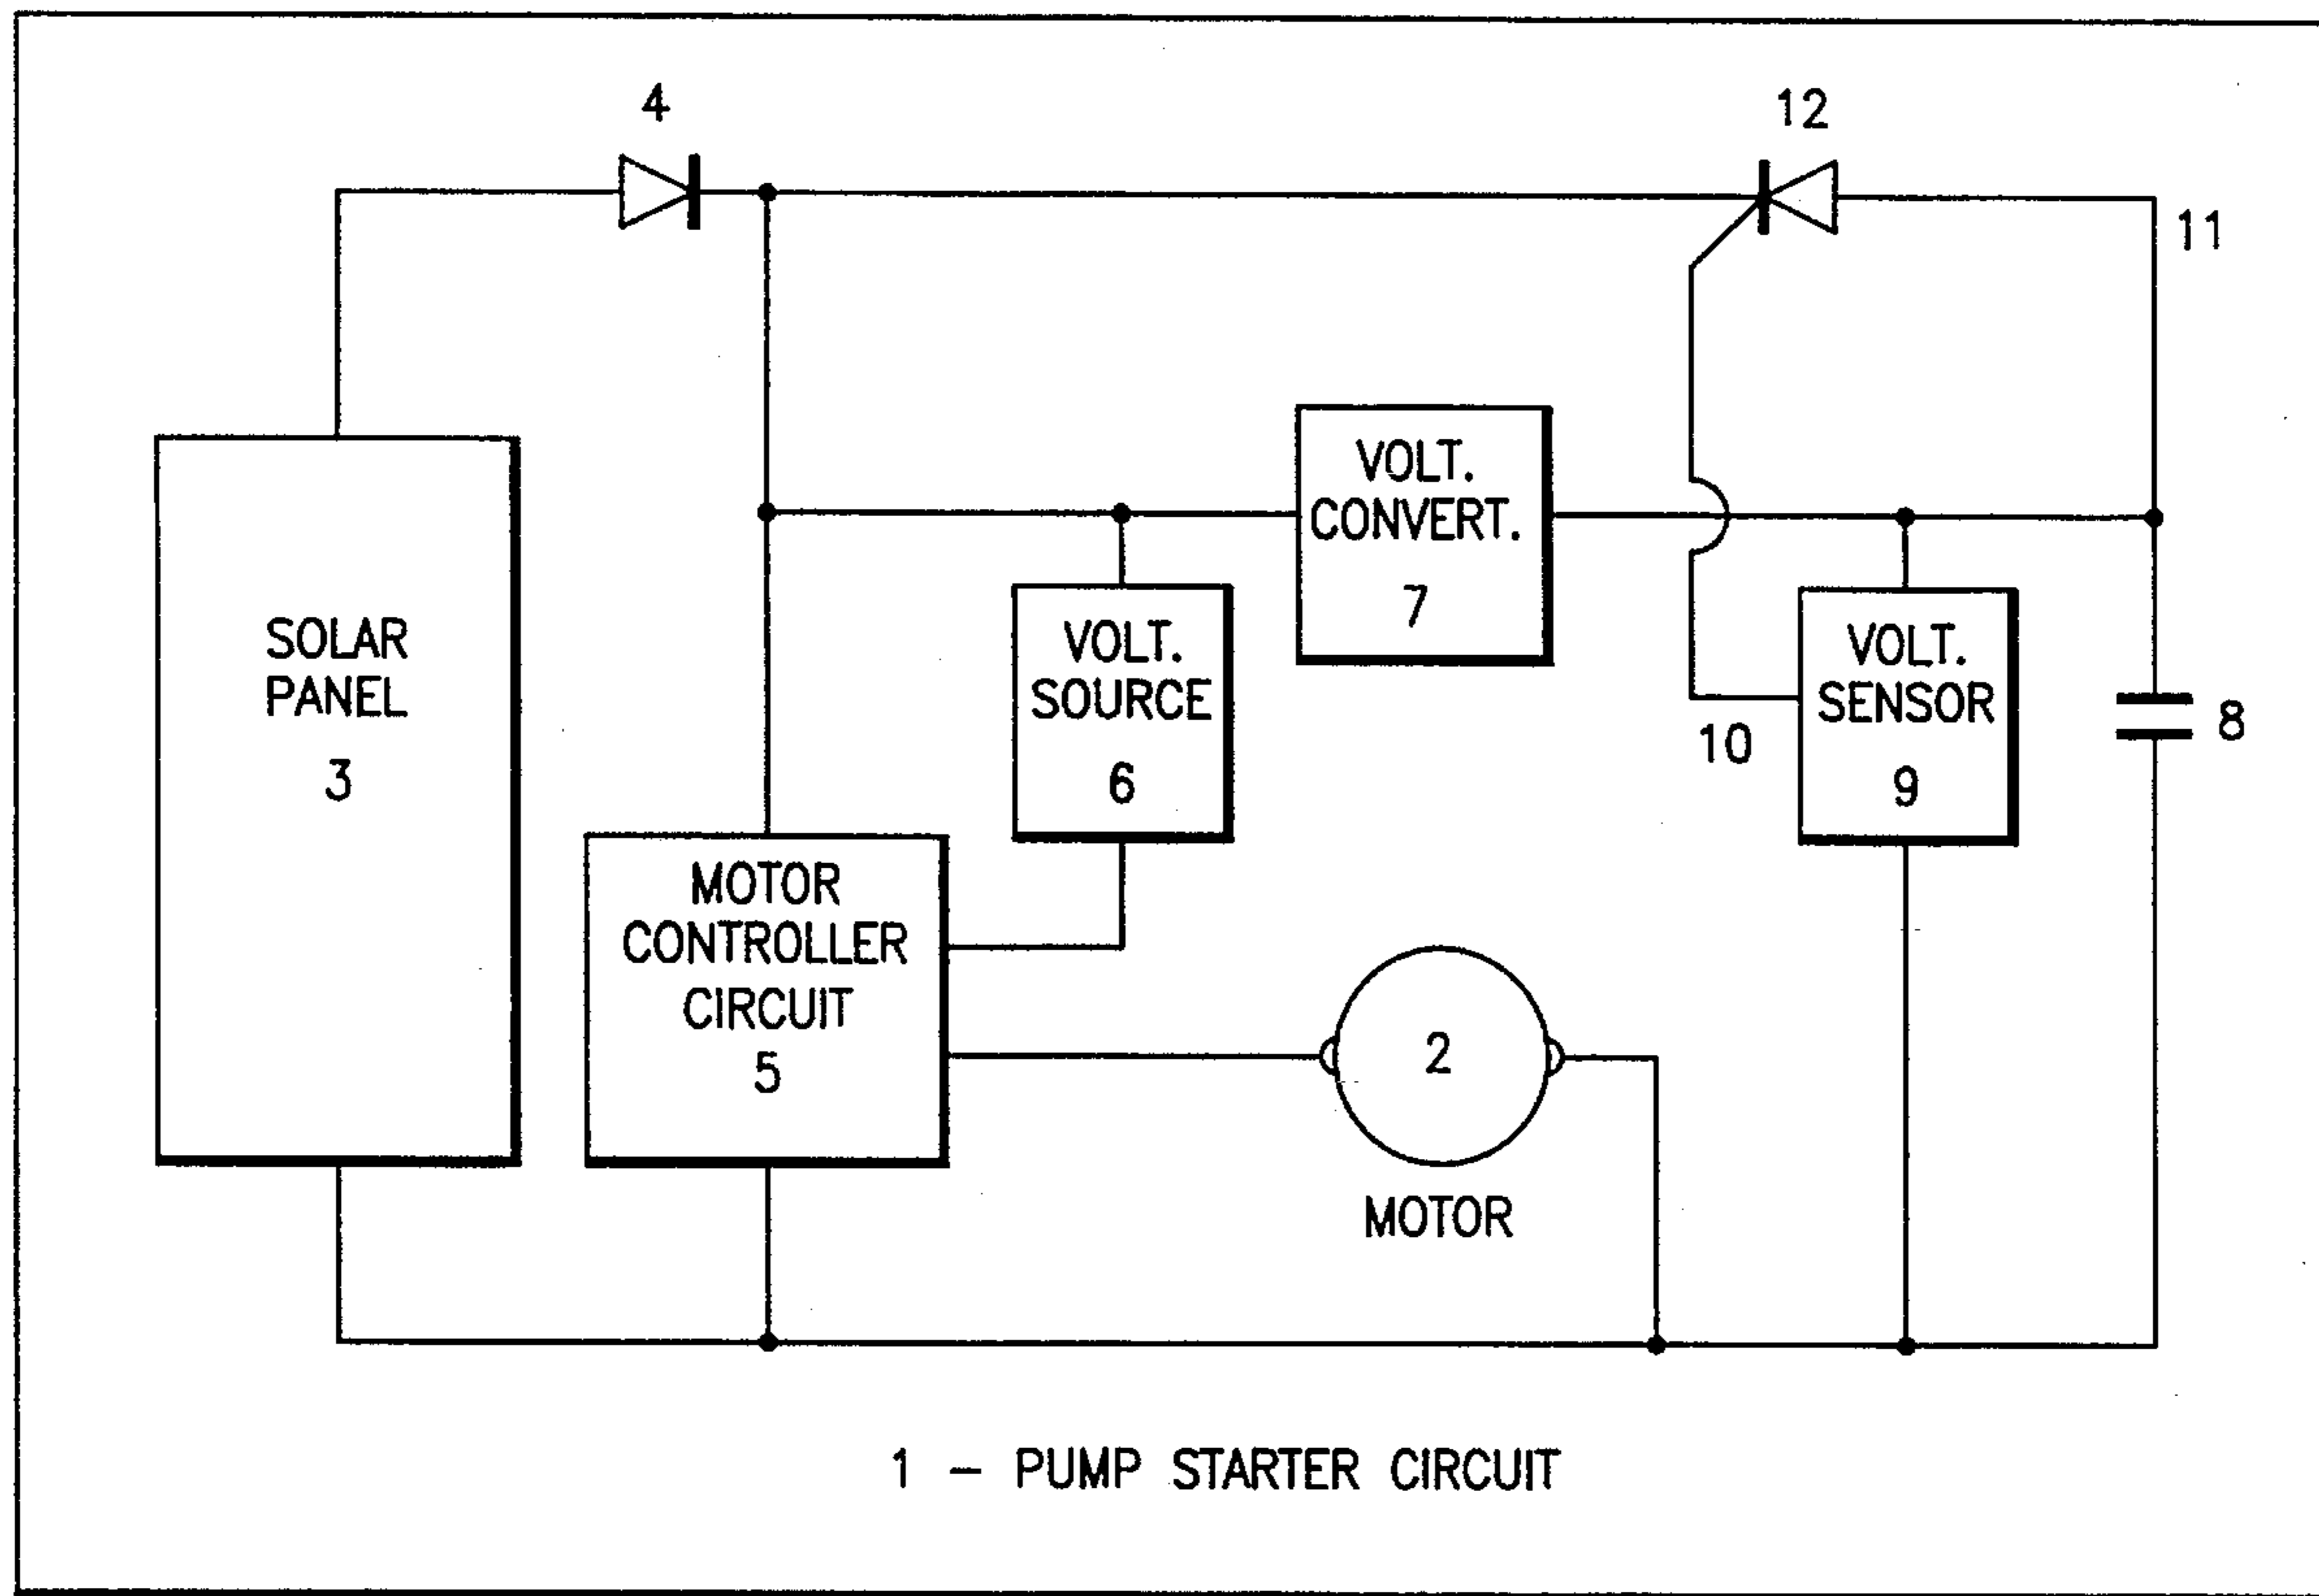 4
12
11
VOLT.
CONVERT.
7
SOLAR
PANEL
3
VOLT.
SOURCE
6
VOLT.
SENSOR
9
10
8
MOTOR
CONTROLLER
CIRCUIT
5
2
MOTOR
1 - PUMP STARTER CIRCUIT